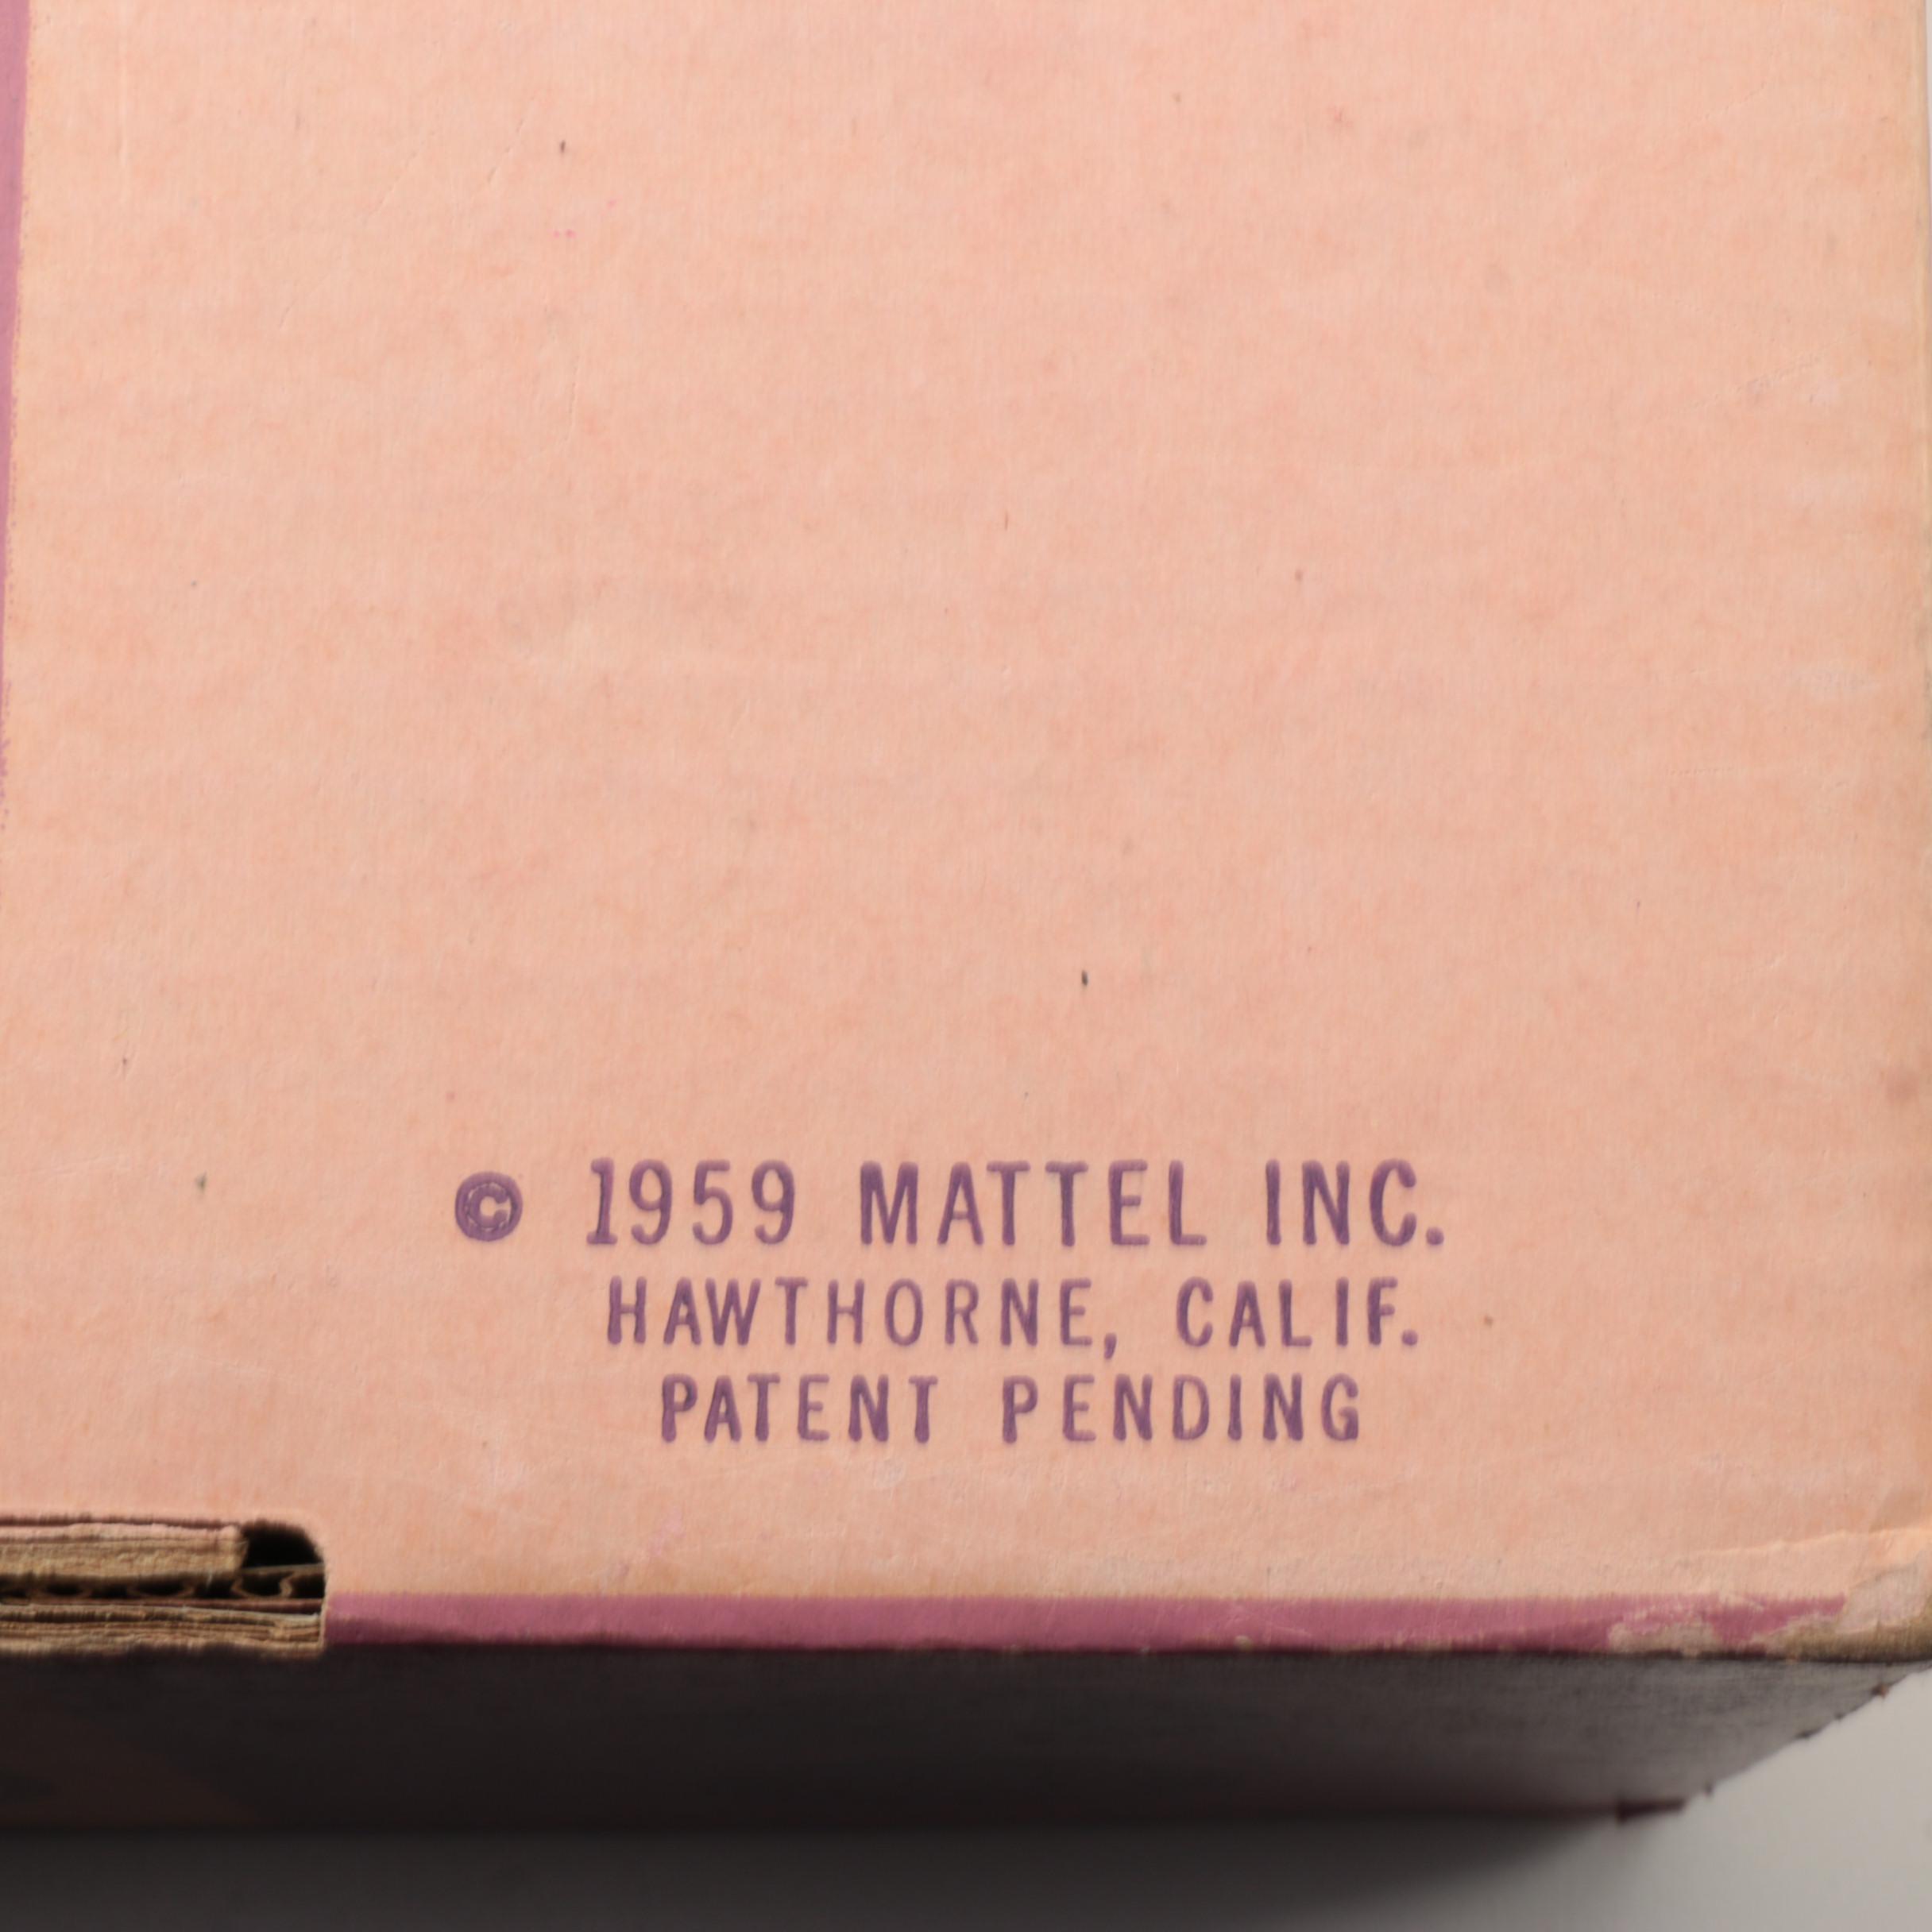 © 1959 MATTEL INC.
HAWTHORNE, CALIF.
PATENT PENDING